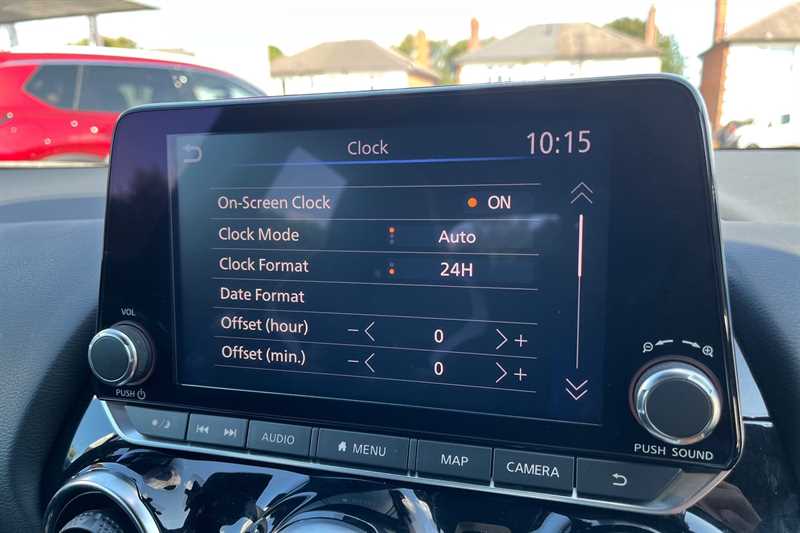 Clock 10:15
On-Screen Clock ON
Clock Mode Auto
Clock Format 24H
Date Format
Offset (hour) − 0 +
Offset (min.) − 0 +
VOL
PUSH
PUSH SOUND
AUDIO
MENU
MAP
CAMERA